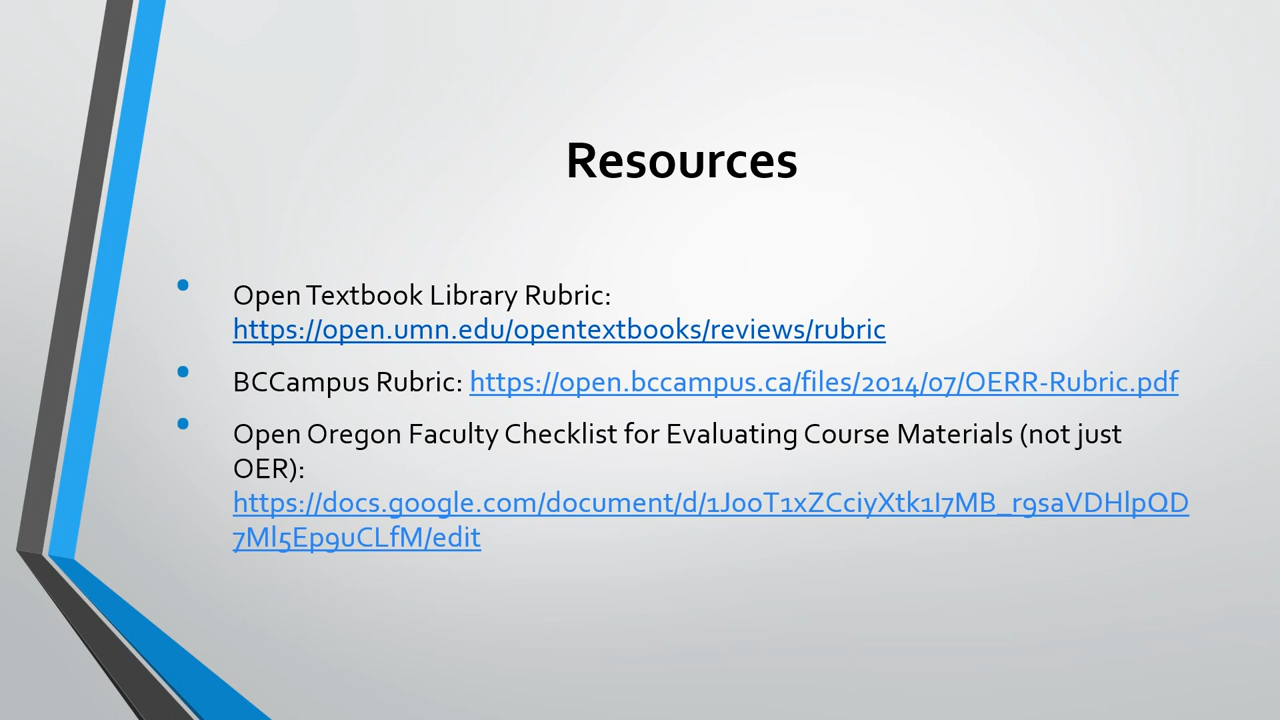 Resources
• Open Textbook Library Rubric:
https://open.umn.edu/opentextbooks/reviews/rubric
• BCCampus Rubric: https://open.bccampus.ca/files/2014/07/OERR-Rubric.pdf
• Open Oregon Faculty Checklist for Evaluating Course Materials (not just
OER):
https://docs.google.com/document/d/1JooT1xZCciyXtk1I7MB_r9saVDHlpQD
7Ml5Ep9uCLfM/edit